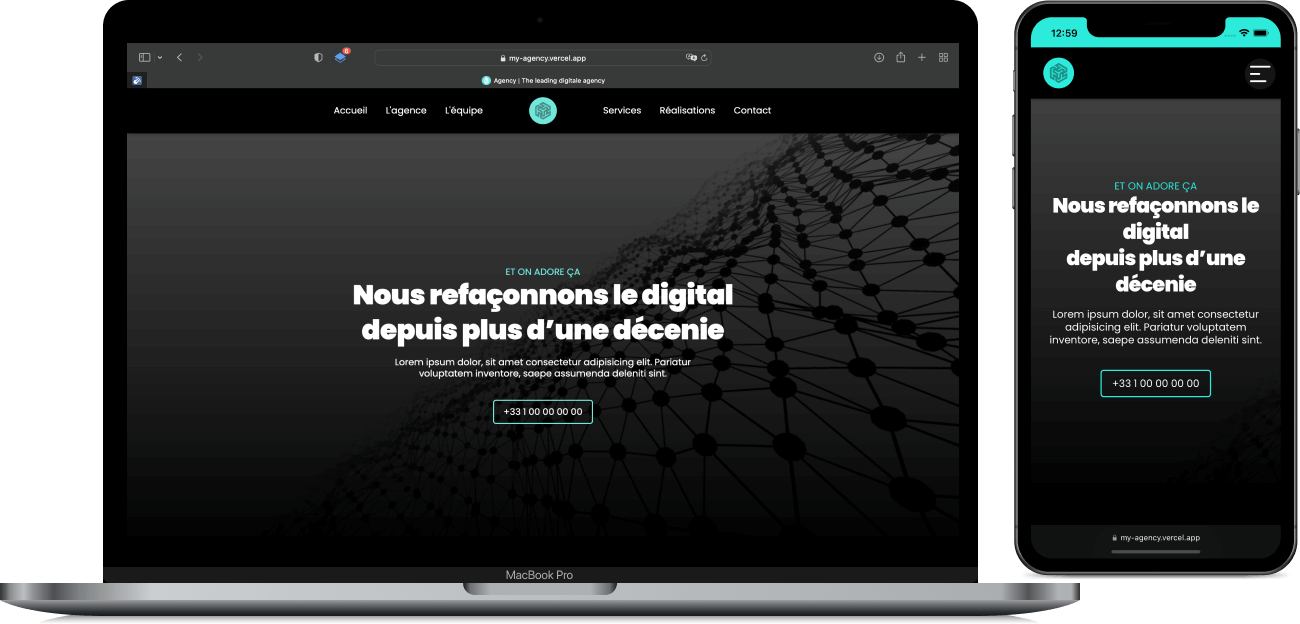 6
my-agency.vercel.app
Agency | The leading digitale agency
Accueil L'agence L'équipe Services Réalisations Contact
ET ON ADORE ÇA
Nous refaçonnons le digital
depuis plus d'une décenie
Lorem ipsum dolor, sit amet consectetur adipisicing elit. Pariatur
voluptatem inventore, saepe assumenda deleniti sint.
+33 1 00 00 00 00
MacBook Pro
12:59
ET ON ADORE ÇA
Nous refaçonnons le
digital
depuis plus d'une
décenie
Lorem ipsum dolor, sit amet consectetur
adipisicing elit. Pariatur voluptatem
inventore, saepe assumenda deleniti sint.
+33 1 00 00 00 00
my-agency.vercel.app